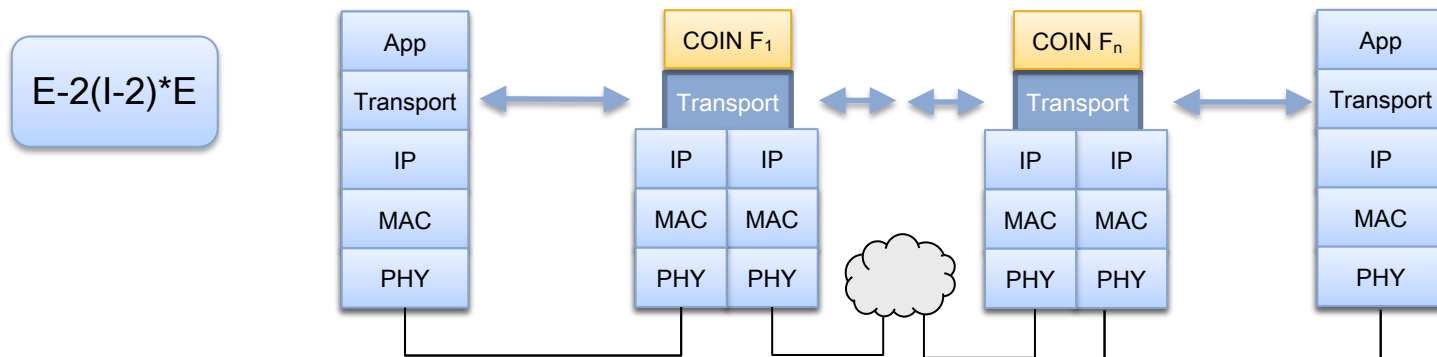 E-2(I-2)*E
App
Transport
IP
MAC
PHY
COIN F₁
Transport
IP IP
MAC MAC
PHY PHY
COIN Fₙ
Transport
IP IP
MAC MAC
PHY PHY
App
Transport
IP
MAC
PHY